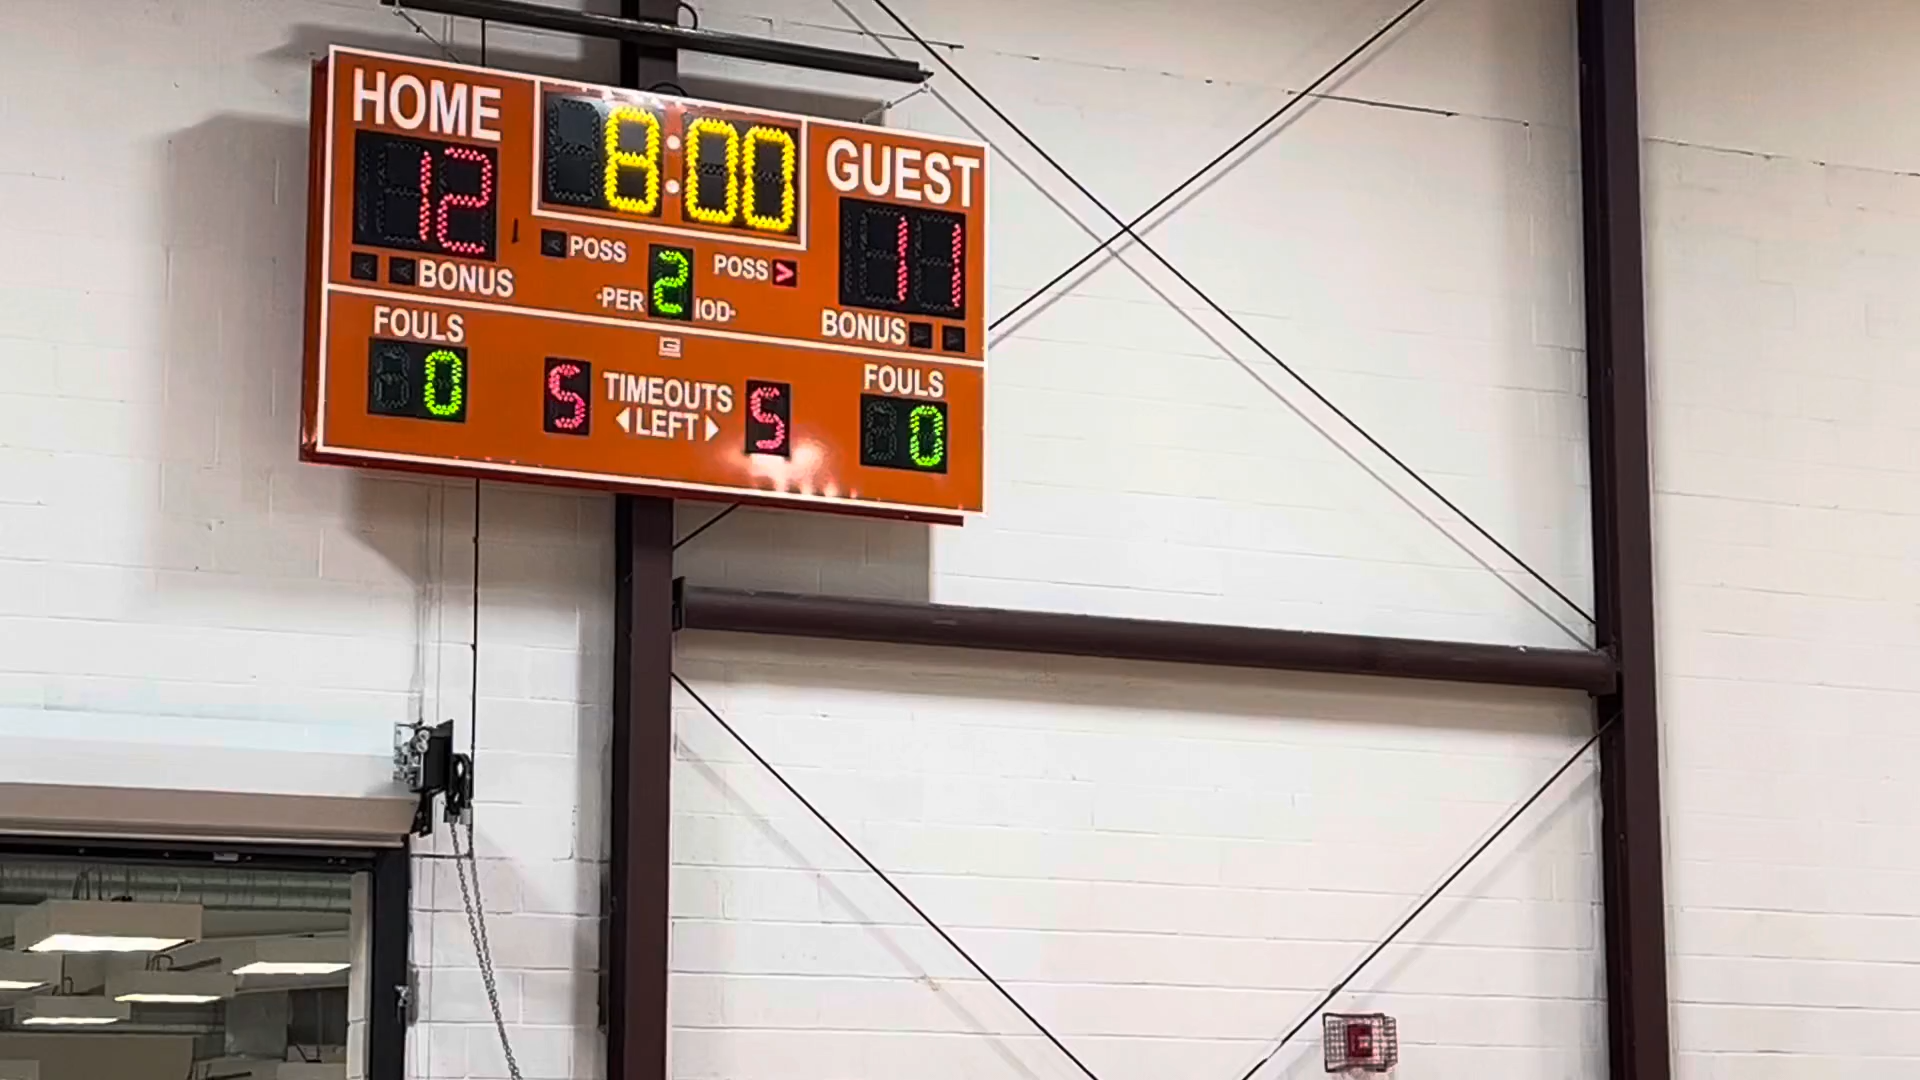 HOME
8:00
GUEST
12
11
POSS
2
POSS >
BONUS
-PER
IOD-
BONUS
FOULS
G
FOULS
0
5
TIMEOUTS
LEFT
5
0